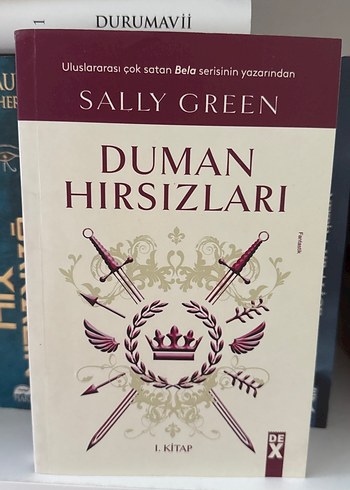 DURUMAVİİ
Uluslararası çok satan Bela serisinin yazarından
SALLY GREEN
DUMAN
HIRSIZLARI
Fantastik
1. KİTAP
DEX